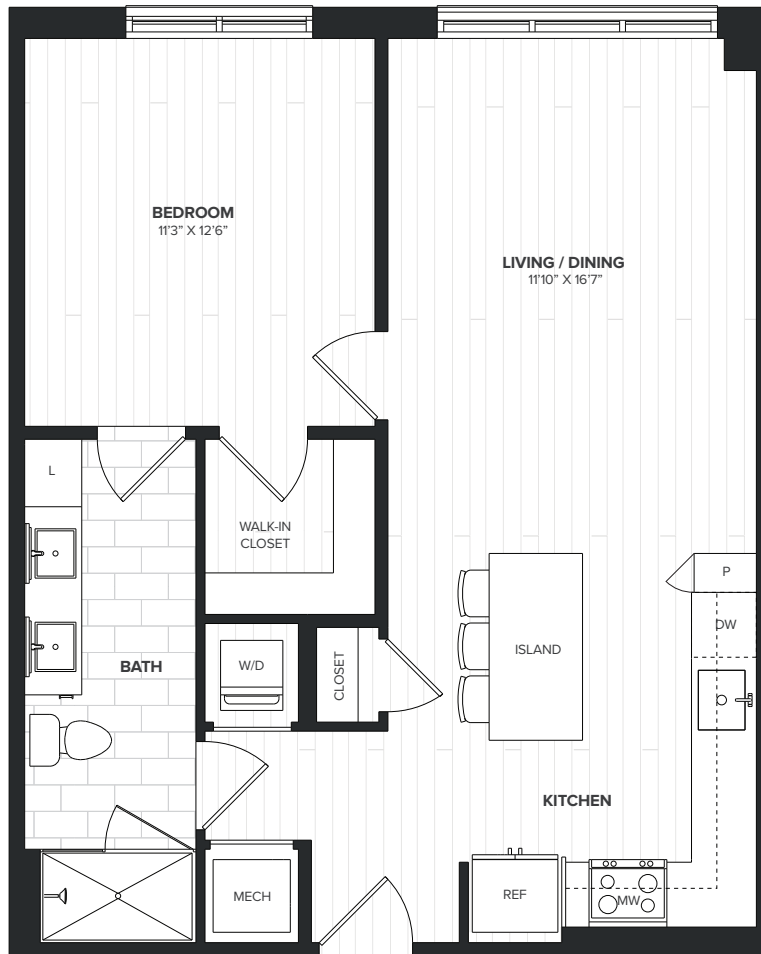 BEDROOM
11'3" X 12'6"
LIVING / DINING
11'10" X 16'7"
L
WALK-IN
CLOSET
P
DW
W/D
CLOSET
ISLAND
BATH
KITCHEN
MECH
REF
MW